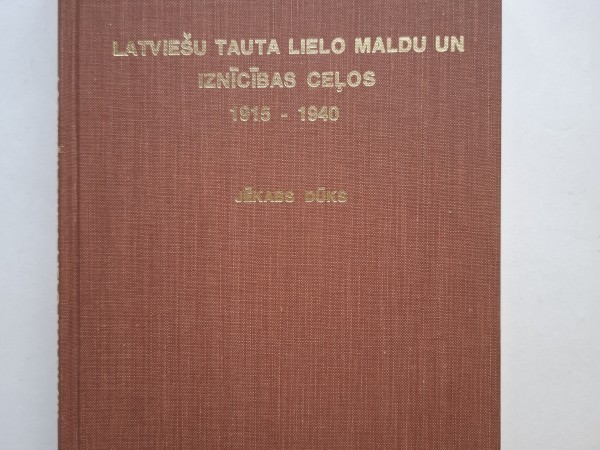 LATVIEŠU TAUTA LIELO MALDU UN
IZNĪCĪBAS CEĻOS
1915 - 1940
JĒKABS DŪKS